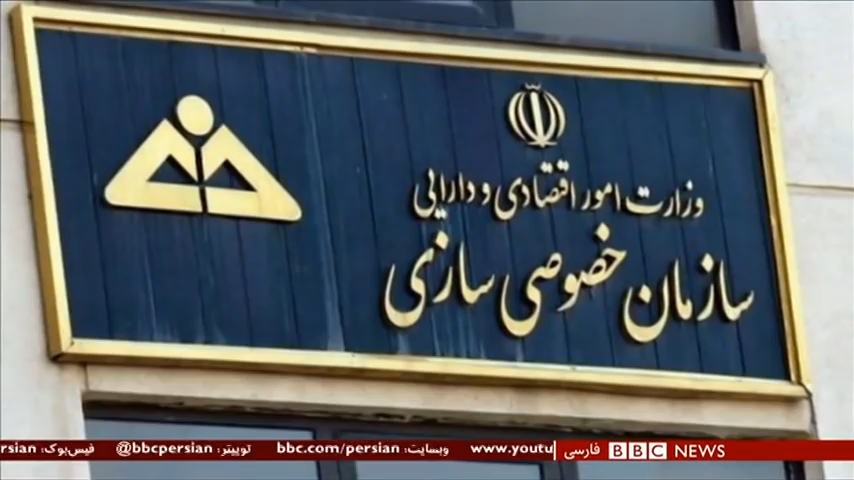 وزارت امور اقتصادی و دارایی
سازمان خصوصی سازی
BBC NEWS فارسی www.youtu وبسایت: bbc.com/persian توییتر: @bbcpersian فیس‌بوک: rsian